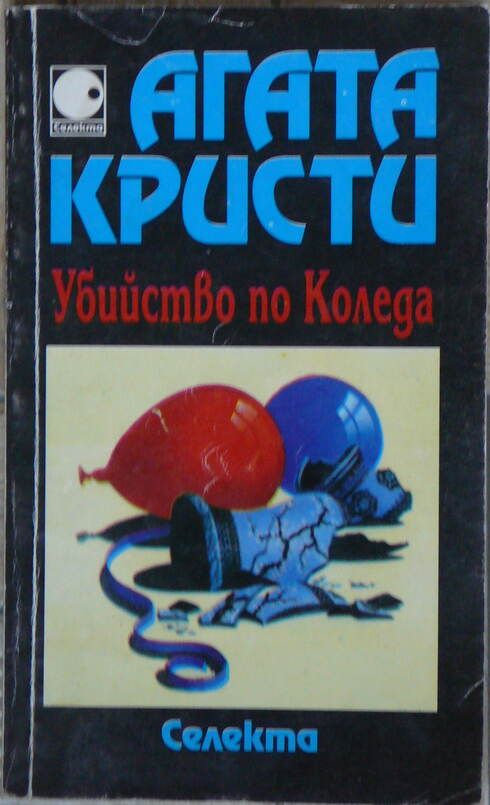 Селекта
АГАТА
КРИСТИ
Убийство по Коледа
Селекта